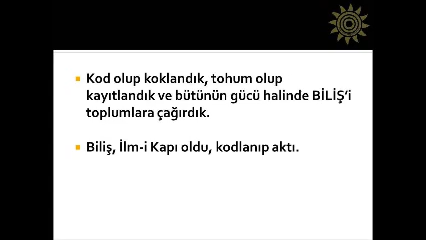 Kod olup koklandık, tohum olup
kayıtlandık ve bütünün gücü halinde BİLİŞ’i
toplumlara çağırdık.
Biliş, İlm-i Kapı oldu, kodlanıp aktı.